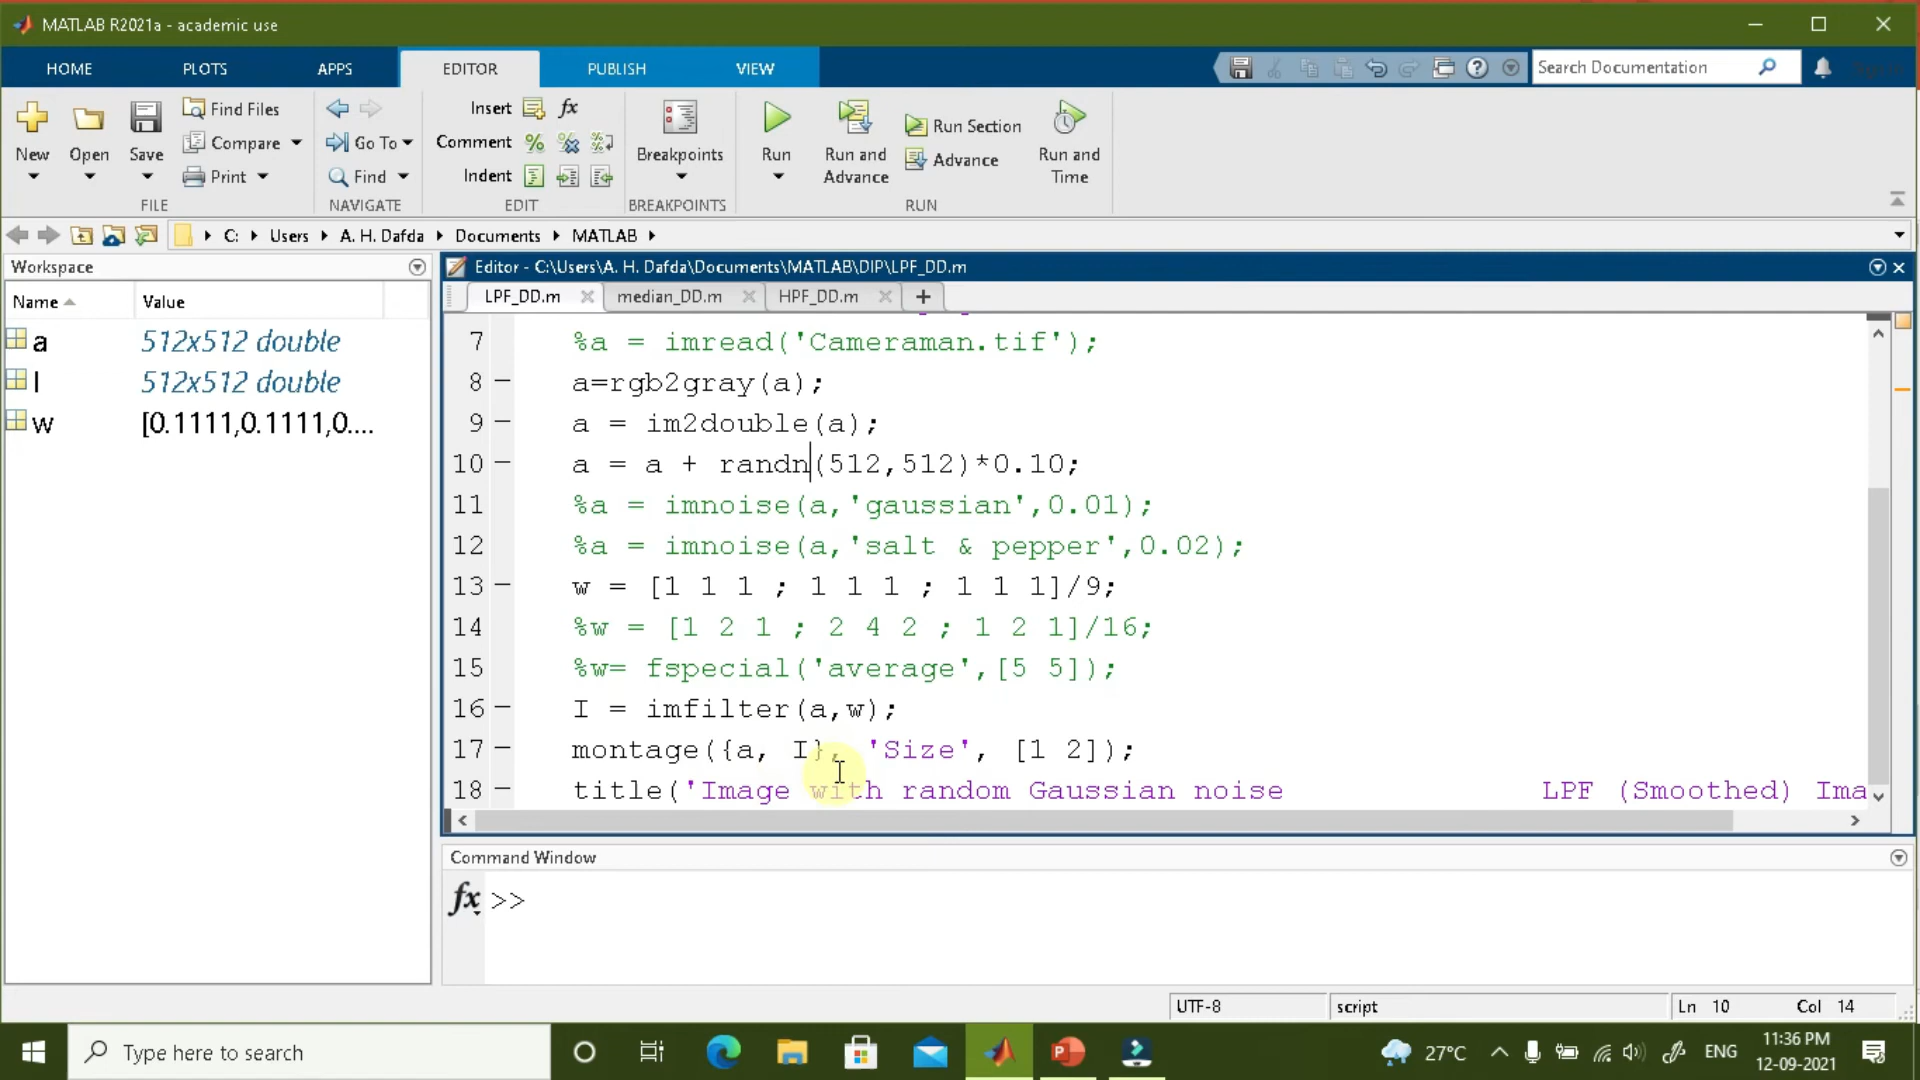 MATLAB R2021a - academic use
HOME PLOTS APPS EDITOR PUBLISH VIEW Search Documentation
New Open Save Find Files Compare Print FILE
Go To Find NAVIGATE
Insert fx Comment Indent EDIT
Breakpoints BREAKPOINTS
Run Run and Advance Run Section Advance Run and Time RUN
C: Users A. H. Dafda Documents MATLAB
Workspace
Name Value
a 512x512 double
I 512x512 double
w [0.1111,0.1111,0....
Editor - C:\Users\A. H. Dafda\Documents\MATLAB\DIP\LPF_DD.m
LPF_DD.m median_DD.m HPF_DD.m +
7 %a = imread('Cameraman.tif');
8 – a=rgb2gray(a);
9 – a = im2double(a);
10 – a = a + randn(512,512)*0.10;
11 %a = imnoise(a,'gaussian',0.01);
12 %a = imnoise(a,'salt & pepper',0.02);
13 – w = [1 1 1 ; 1 1 1 ; 1 1 1]/9;
14 %w = [1 2 1 ; 2 4 2 ; 1 2 1]/16;
15 %w= fspecial('average',[5 5]);
16 – I = imfilter(a,w);
17 – montage({a, I}, 'Size', [1 2]);
18 – title('Image with random Gaussian noise LPF (Smoothed) Ima
Command Window
fx >>
UTF-8 script Ln 10 Col 14
Type here to search
27°C ENG 11:36 PM
12-09-2021